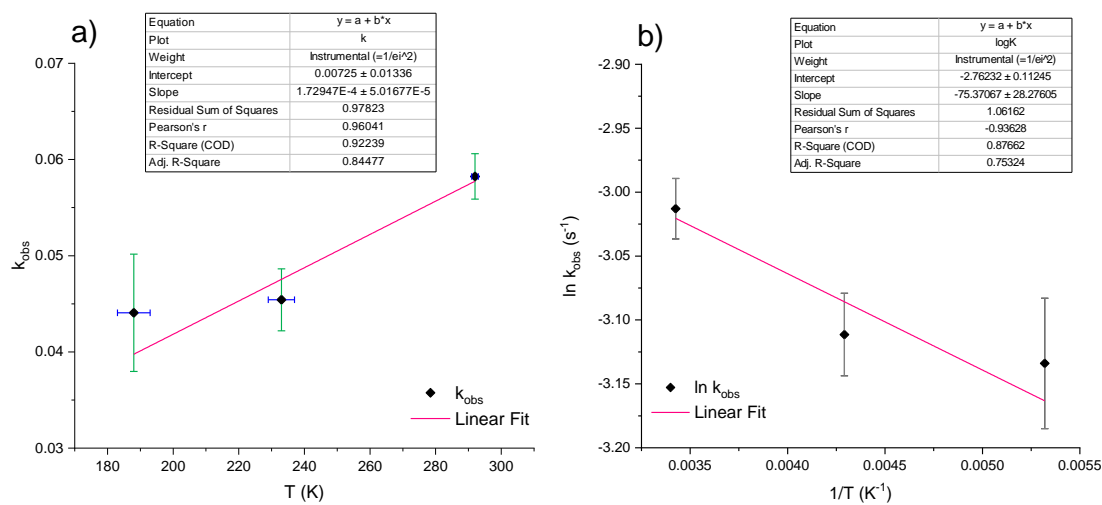 a)
Equation y = a + b*x
Plot k
Weight Instrumental (=1/ei^2)
Intercept 0.00725 ± 0.01336
Slope 1.72947E-4 ± 5.01677E-5
Residual Sum of Squares 0.97823
Pearson's r 0.96041
R-Square (COD) 0.92239
Adj. R-Square 0.84477
0.07
0.06
0.05
0.04
0.03
k_obs
k_obs
Linear Fit
180 200 220 240 260 280 300
T (K)
b)
Equation y = a + b*x
Plot logK
Weight Instrumental (=1/ei^2)
Intercept -2.76232 ± 0.11245
Slope -75.37067 ± 28.27605
Residual Sum of Squares 1.06162
Pearson's r -0.93628
R-Square (COD) 0.87662
Adj. R-Square 0.75324
-2.90
-2.95
-3.00
-3.05
-3.10
-3.15
-3.20
ln k_obs (s⁻¹)
ln k_obs
Linear Fit
0.0035 0.0040 0.0045 0.0050 0.0055
1/T (K⁻¹)